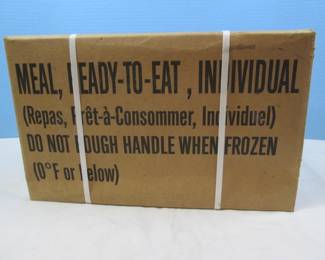 MEAL, READY-TO-EAT , INDIVIDUAL
(Repas, Prêt-à-Consommer, Individuel)
DO NOT ROUGH HANDLE WHEN FROZEN
(0°F or below)